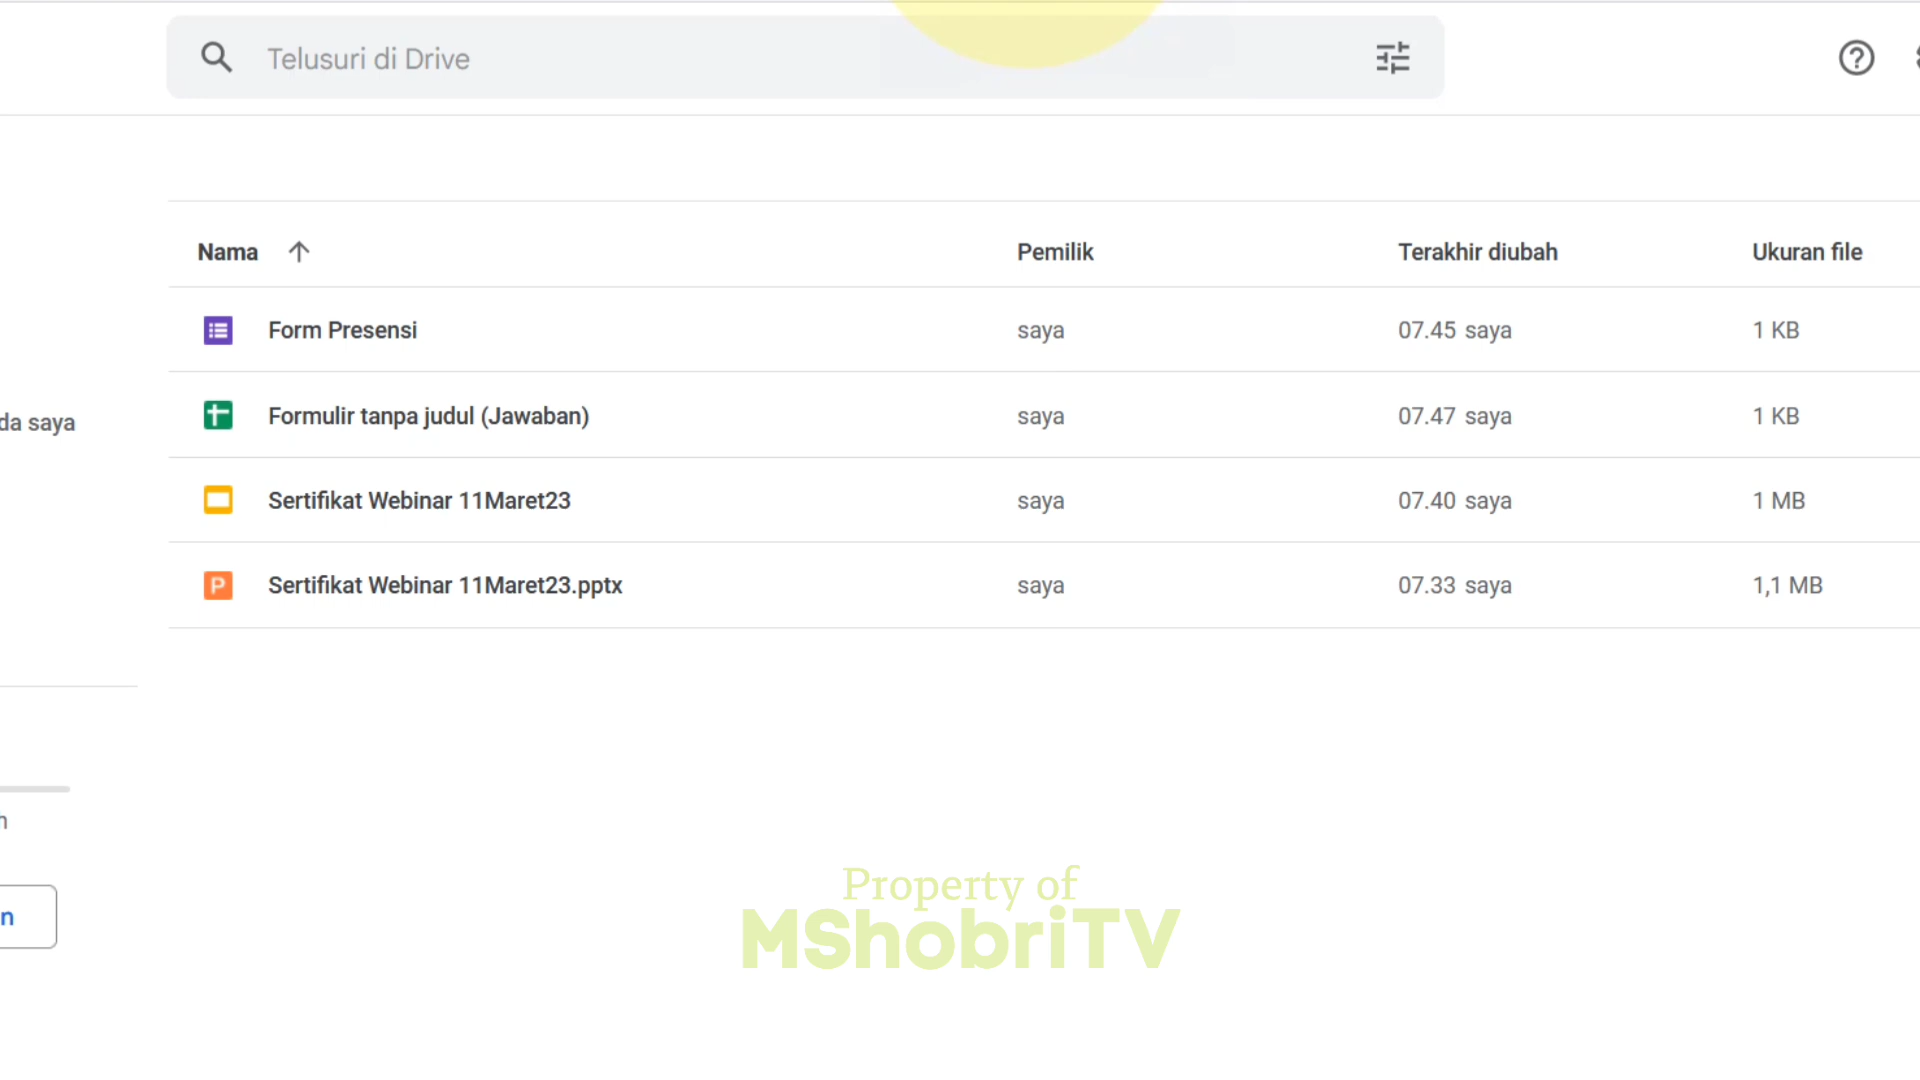 Telusuri di Drive
Nama Pemilik Terakhir diubah Ukuran file
Form Presensi saya 07.45 saya 1 KB
Formulir tanpa judul (Jawaban) saya 07.47 saya 1 KB
da saya
Sertifikat Webinar 11Maret23 saya 07.40 saya 1 MB
Sertifikat Webinar 11Maret23.pptx saya 07.33 saya 1,1 MB
n
Property of
MShobriTV